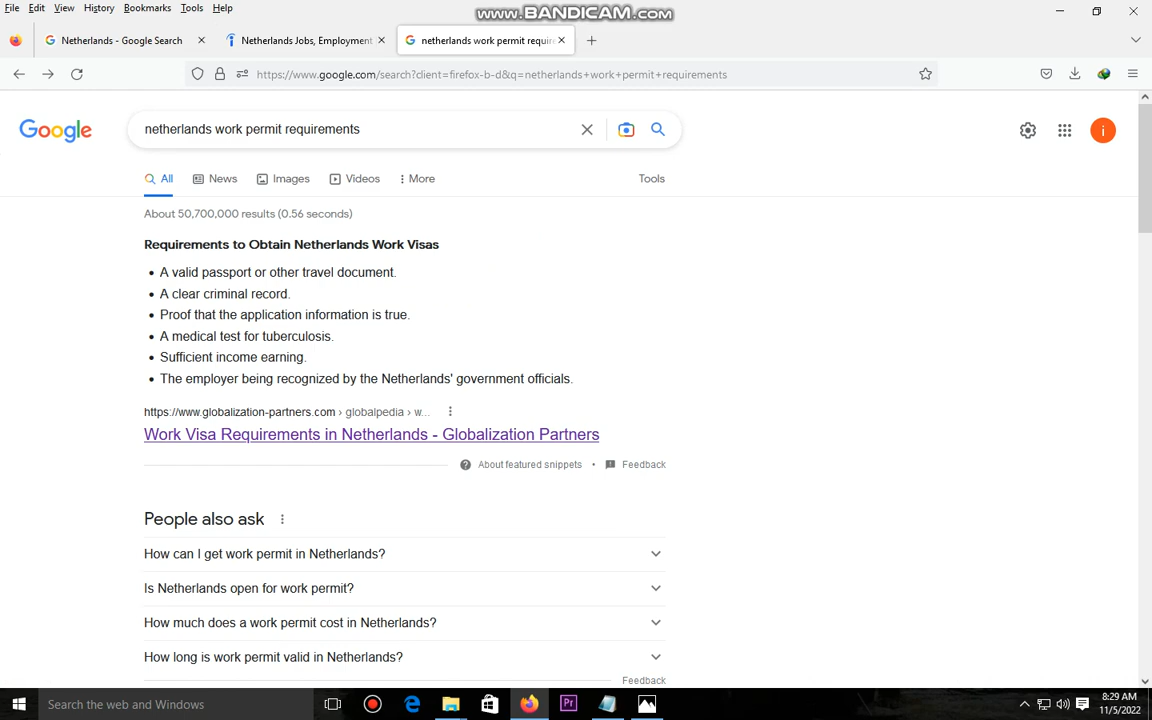 File Edit View History Bookmarks Tools Help
WWW.BANDICAM.COM
Netherlands - Google Search
Netherlands Jobs, Employment
netherlands work permit require
https://www.google.com/search?client=firefox-b-d&q=netherlands+work+permit+requirements
Google
netherlands work permit requirements
i
All News Images Videos More Tools
About 50,700,000 results (0.56 seconds)
Requirements to Obtain Netherlands Work Visas
• A valid passport or other travel document.
• A clear criminal record.
• Proof that the application information is true.
• A medical test for tuberculosis.
• Sufficient income earning.
• The employer being recognized by the Netherlands' government officials.
https://www.globalization-partners.com › globalpedia › w...
Work Visa Requirements in Netherlands - Globalization Partners
About featured snippets • Feedback
People also ask
How can I get work permit in Netherlands?
Is Netherlands open for work permit?
How much does a work permit cost in Netherlands?
How long is work permit valid in Netherlands?
Feedback
Search the web and Windows
Pr
8:29 AM
11/5/2022